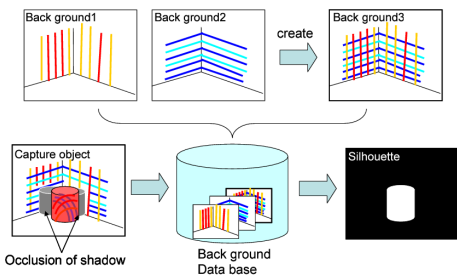 Back ground1
Back ground2
create
Back ground3
Capture object
Silhouette
Occlusion of shadow
Back ground
Data base